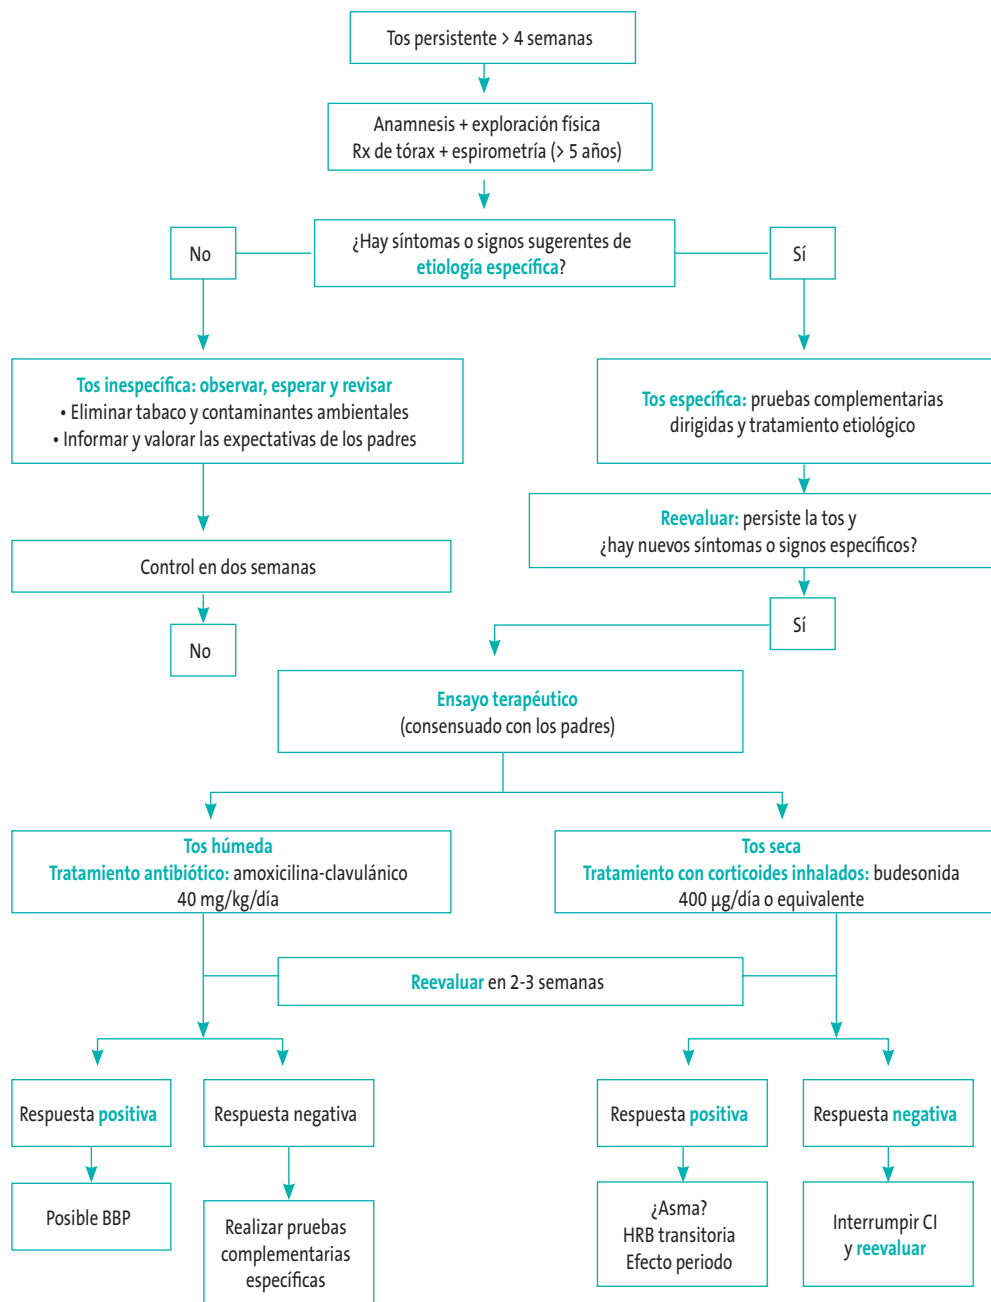 Tos persistente > 4 semanas
Anamnesis + exploración física
Rx de tórax + espirometría (> 5 años)
¿Hay síntomas o signos sugerentes de
etiología específica?
No
Sí
Tos inespecífica: observar, esperar y revisar
• Eliminar tabaco y contaminantes ambientales
• Informar y valorar las expectativas de los padres
Tos específica: pruebas complementarias
dirigidas y tratamiento etiológico
Reevaluar: persiste la tos y
¿hay nuevos síntomas o signos específicos?
Control en dos semanas
No
Sí
Ensayo terapéutico
(consensuado con los padres)
Tos húmeda
Tratamiento antibiótico: amoxicilina-clavulánico
40 mg/kg/día
Tos seca
Tratamiento con corticoides inhalados: budesonida
400 µg/día o equivalente
Reevaluar en 2-3 semanas
Respuesta positiva
Respuesta negativa
Respuesta positiva
Respuesta negativa
Posible BBP
Realizar pruebas
complementarias
específicas
¿Asma?
HRB transitoria
Efecto periodo
Interrumpir CI
y reevaluar